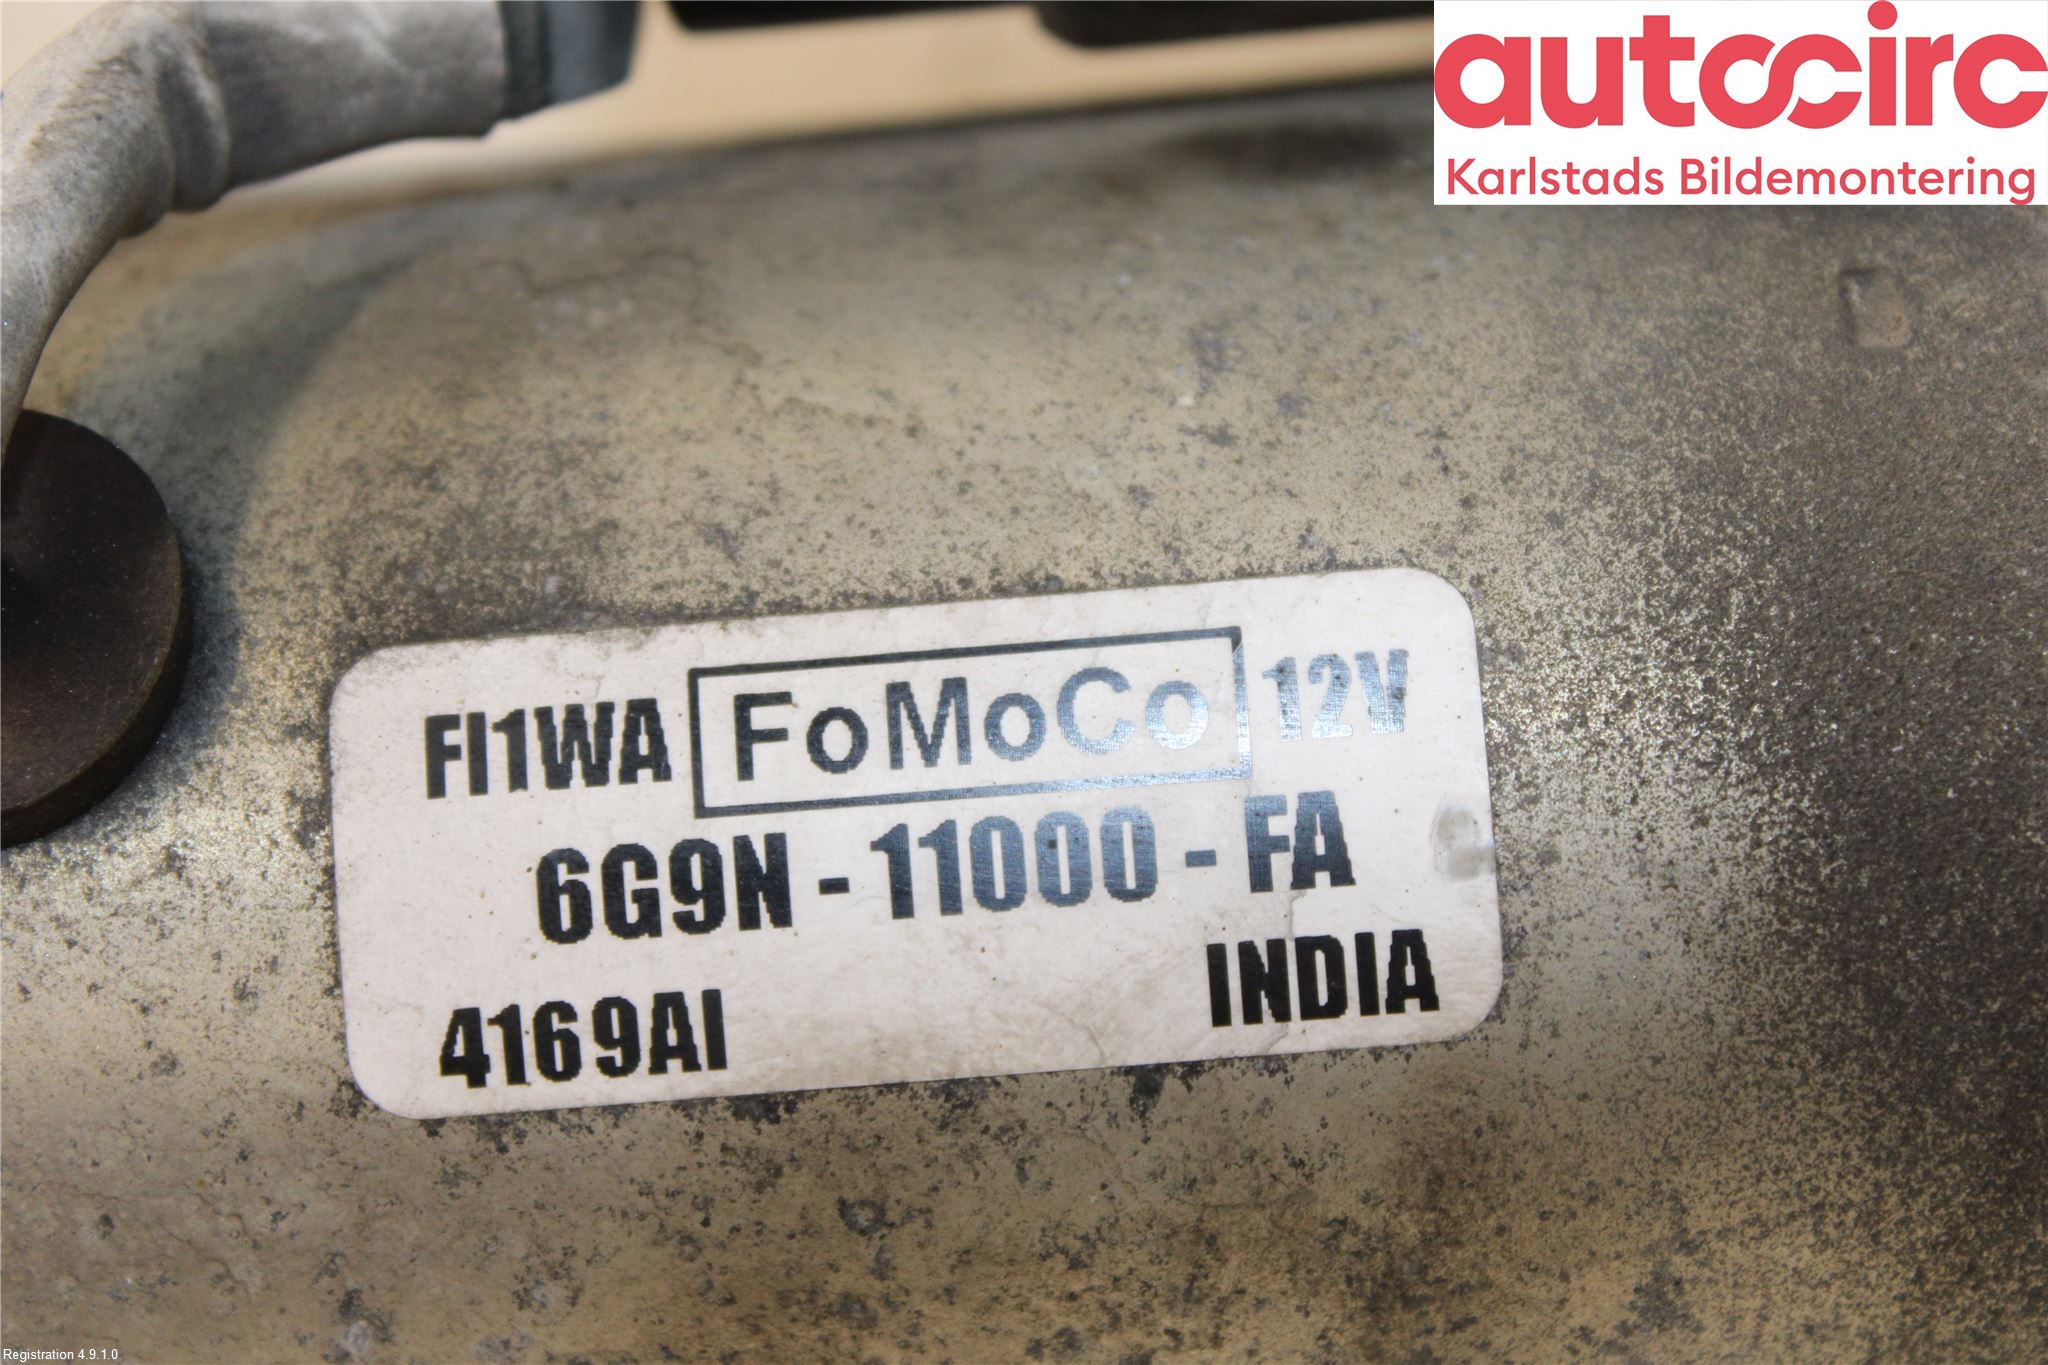 autocirc
Karlstads Bildemontering
FI1WA FoMoCo 12V
6G9N - 11000 - FA
4169AI INDIA
Registration 4.9.1.0